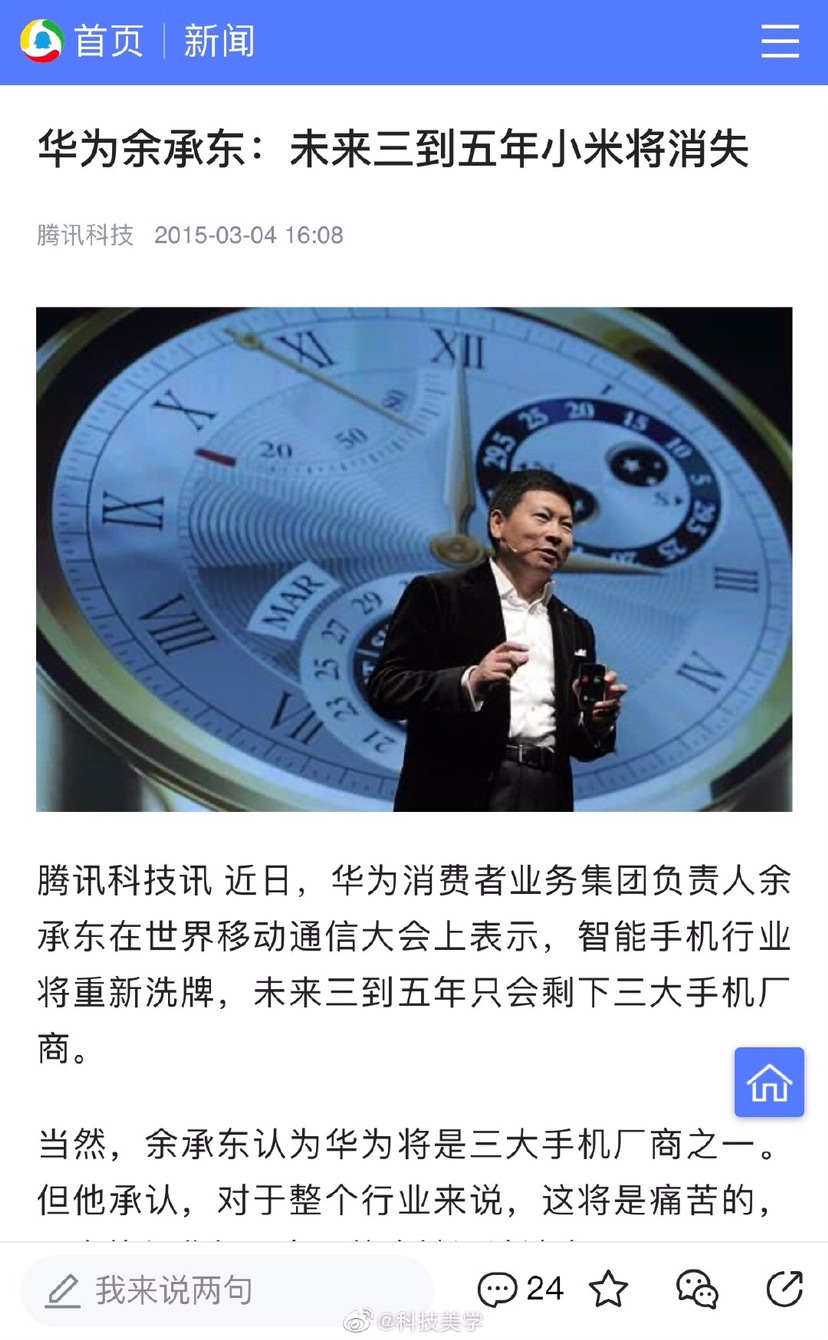 首页 | 新闻
华为余承东：未来三到五年小米将消失
腾讯科技 2015-03-04 16:08
XI
XII
X
IX
VIII
VII
III
IV
I
20
50
80
29.5
25
20
15
10
5
29.5
25
20
S
MAR
29
27
25
23
21
腾讯科技讯 近日，华为消费者业务集团负责人余
承东在世界移动通信大会上表示，智能手机行业
将重新洗牌，未来三到五年只会剩下三大手机厂
商。
当然，余承东认为华为将是三大手机厂商之一。
但他承认，对于整个行业来说，这将是痛苦的，
我来说两句
24
@科技美学